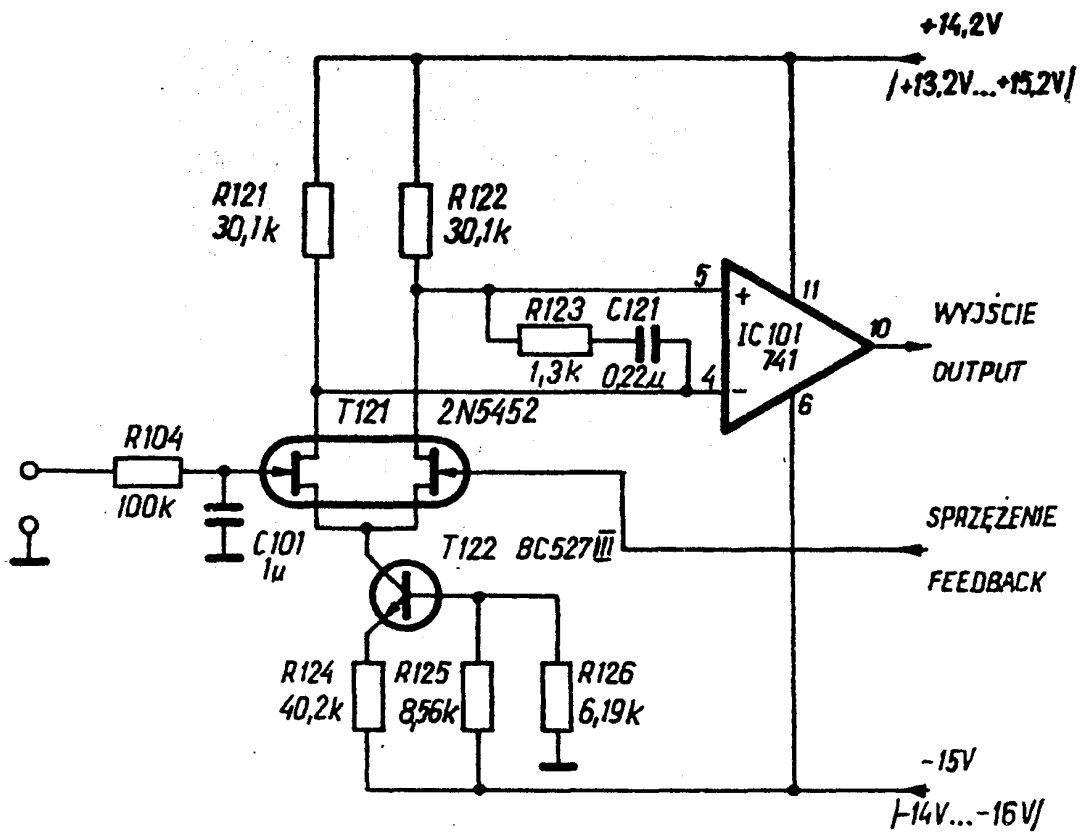 +14,2V
/+13,2V...+15,2V/
R121
30,1k
R122
30,1k
5
+
11
R123
C121
IC101
741
10
WYJŚCIE
1,3k
0,22µ
4
-
6
OUTPUT
T121
2N5452
R104
100k
C101
1µ
SPRZĘŻENIE
T122
BC527III
FEEDBACK
R124
40,2k
R125
8,56k
R126
6,19k
-15V
/-14V...-16V/